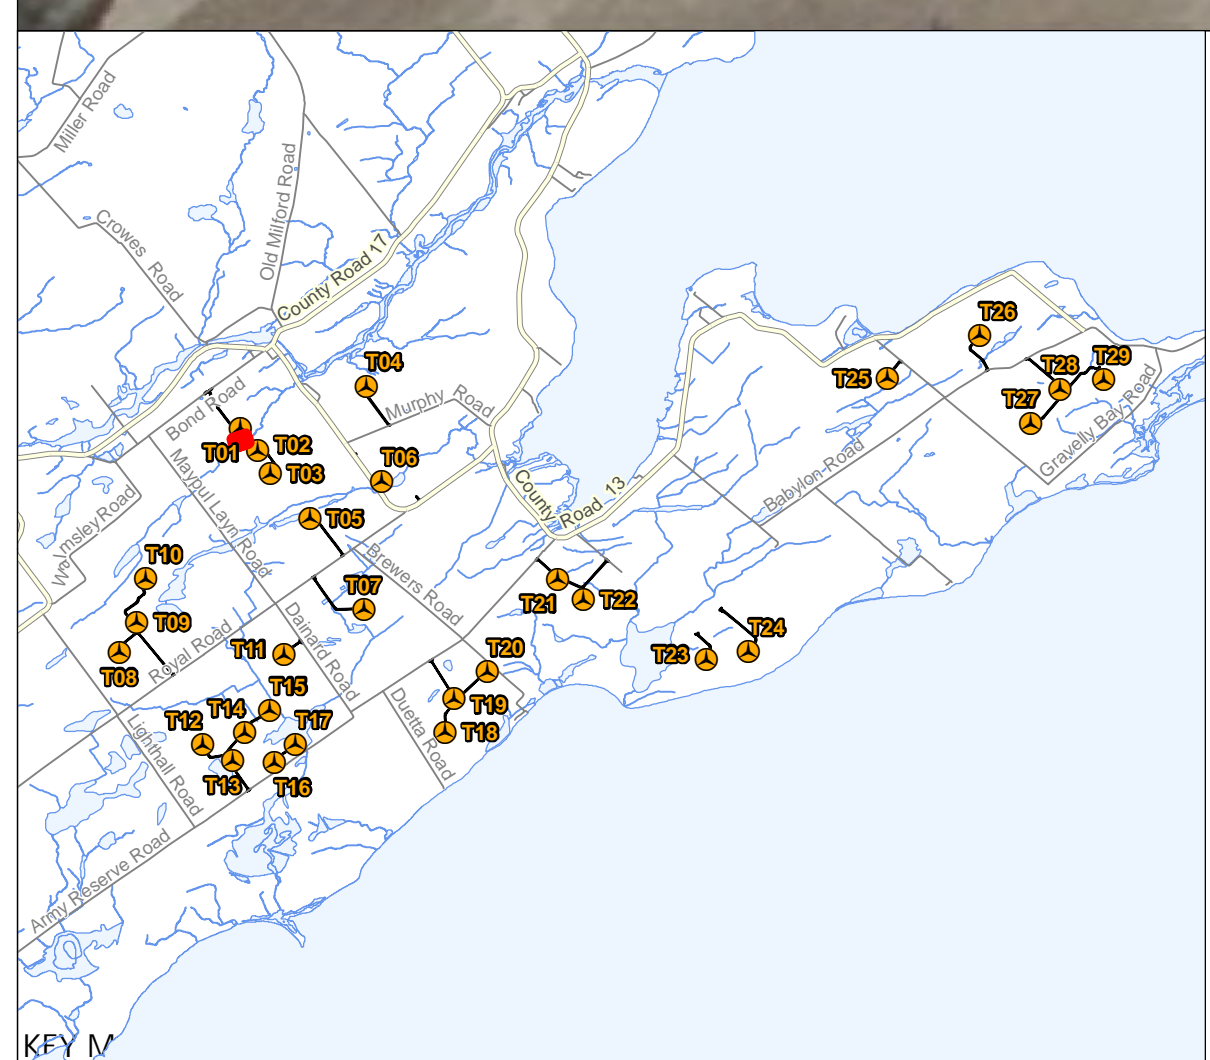 Miller Road
Crowes Road
Old Milford Road
County Road 17
T26
T04
T25
T28
T29
Bond Road
Murphy Road
T27
T01
T02
T03
T06
Gravelly Bay Road
Maypul Layn Road
County Road 13
Babylon Road
msley Road
T05
T10
Brewers Road
T07
T21
T22
T09
Royal Road
T11
Dainard Road
T24
T23
T08
T20
T15
T14
T12
T17
T19
T18
Duetta Road
Lighthall Road
T13
T16
Army Reserve Road
KEY M